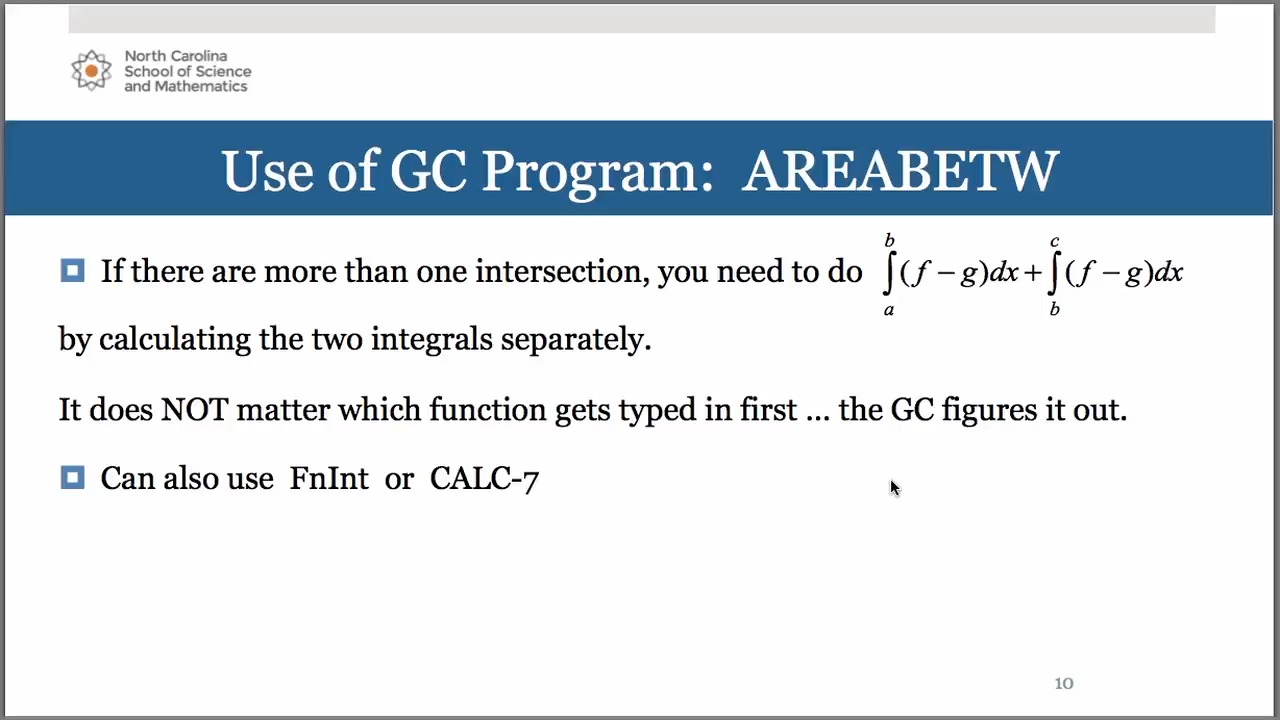 North Carolina
School of Science
and Mathematics
Use of GC Program: AREABETW
If there are more than one intersection, you need to do ∫_a^b (f − g)dx + ∫_b^c (f − g)dx
by calculating the two integrals separately.
It does NOT matter which function gets typed in first ... the GC figures it out.
Can also use FnInt or CALC-7
10